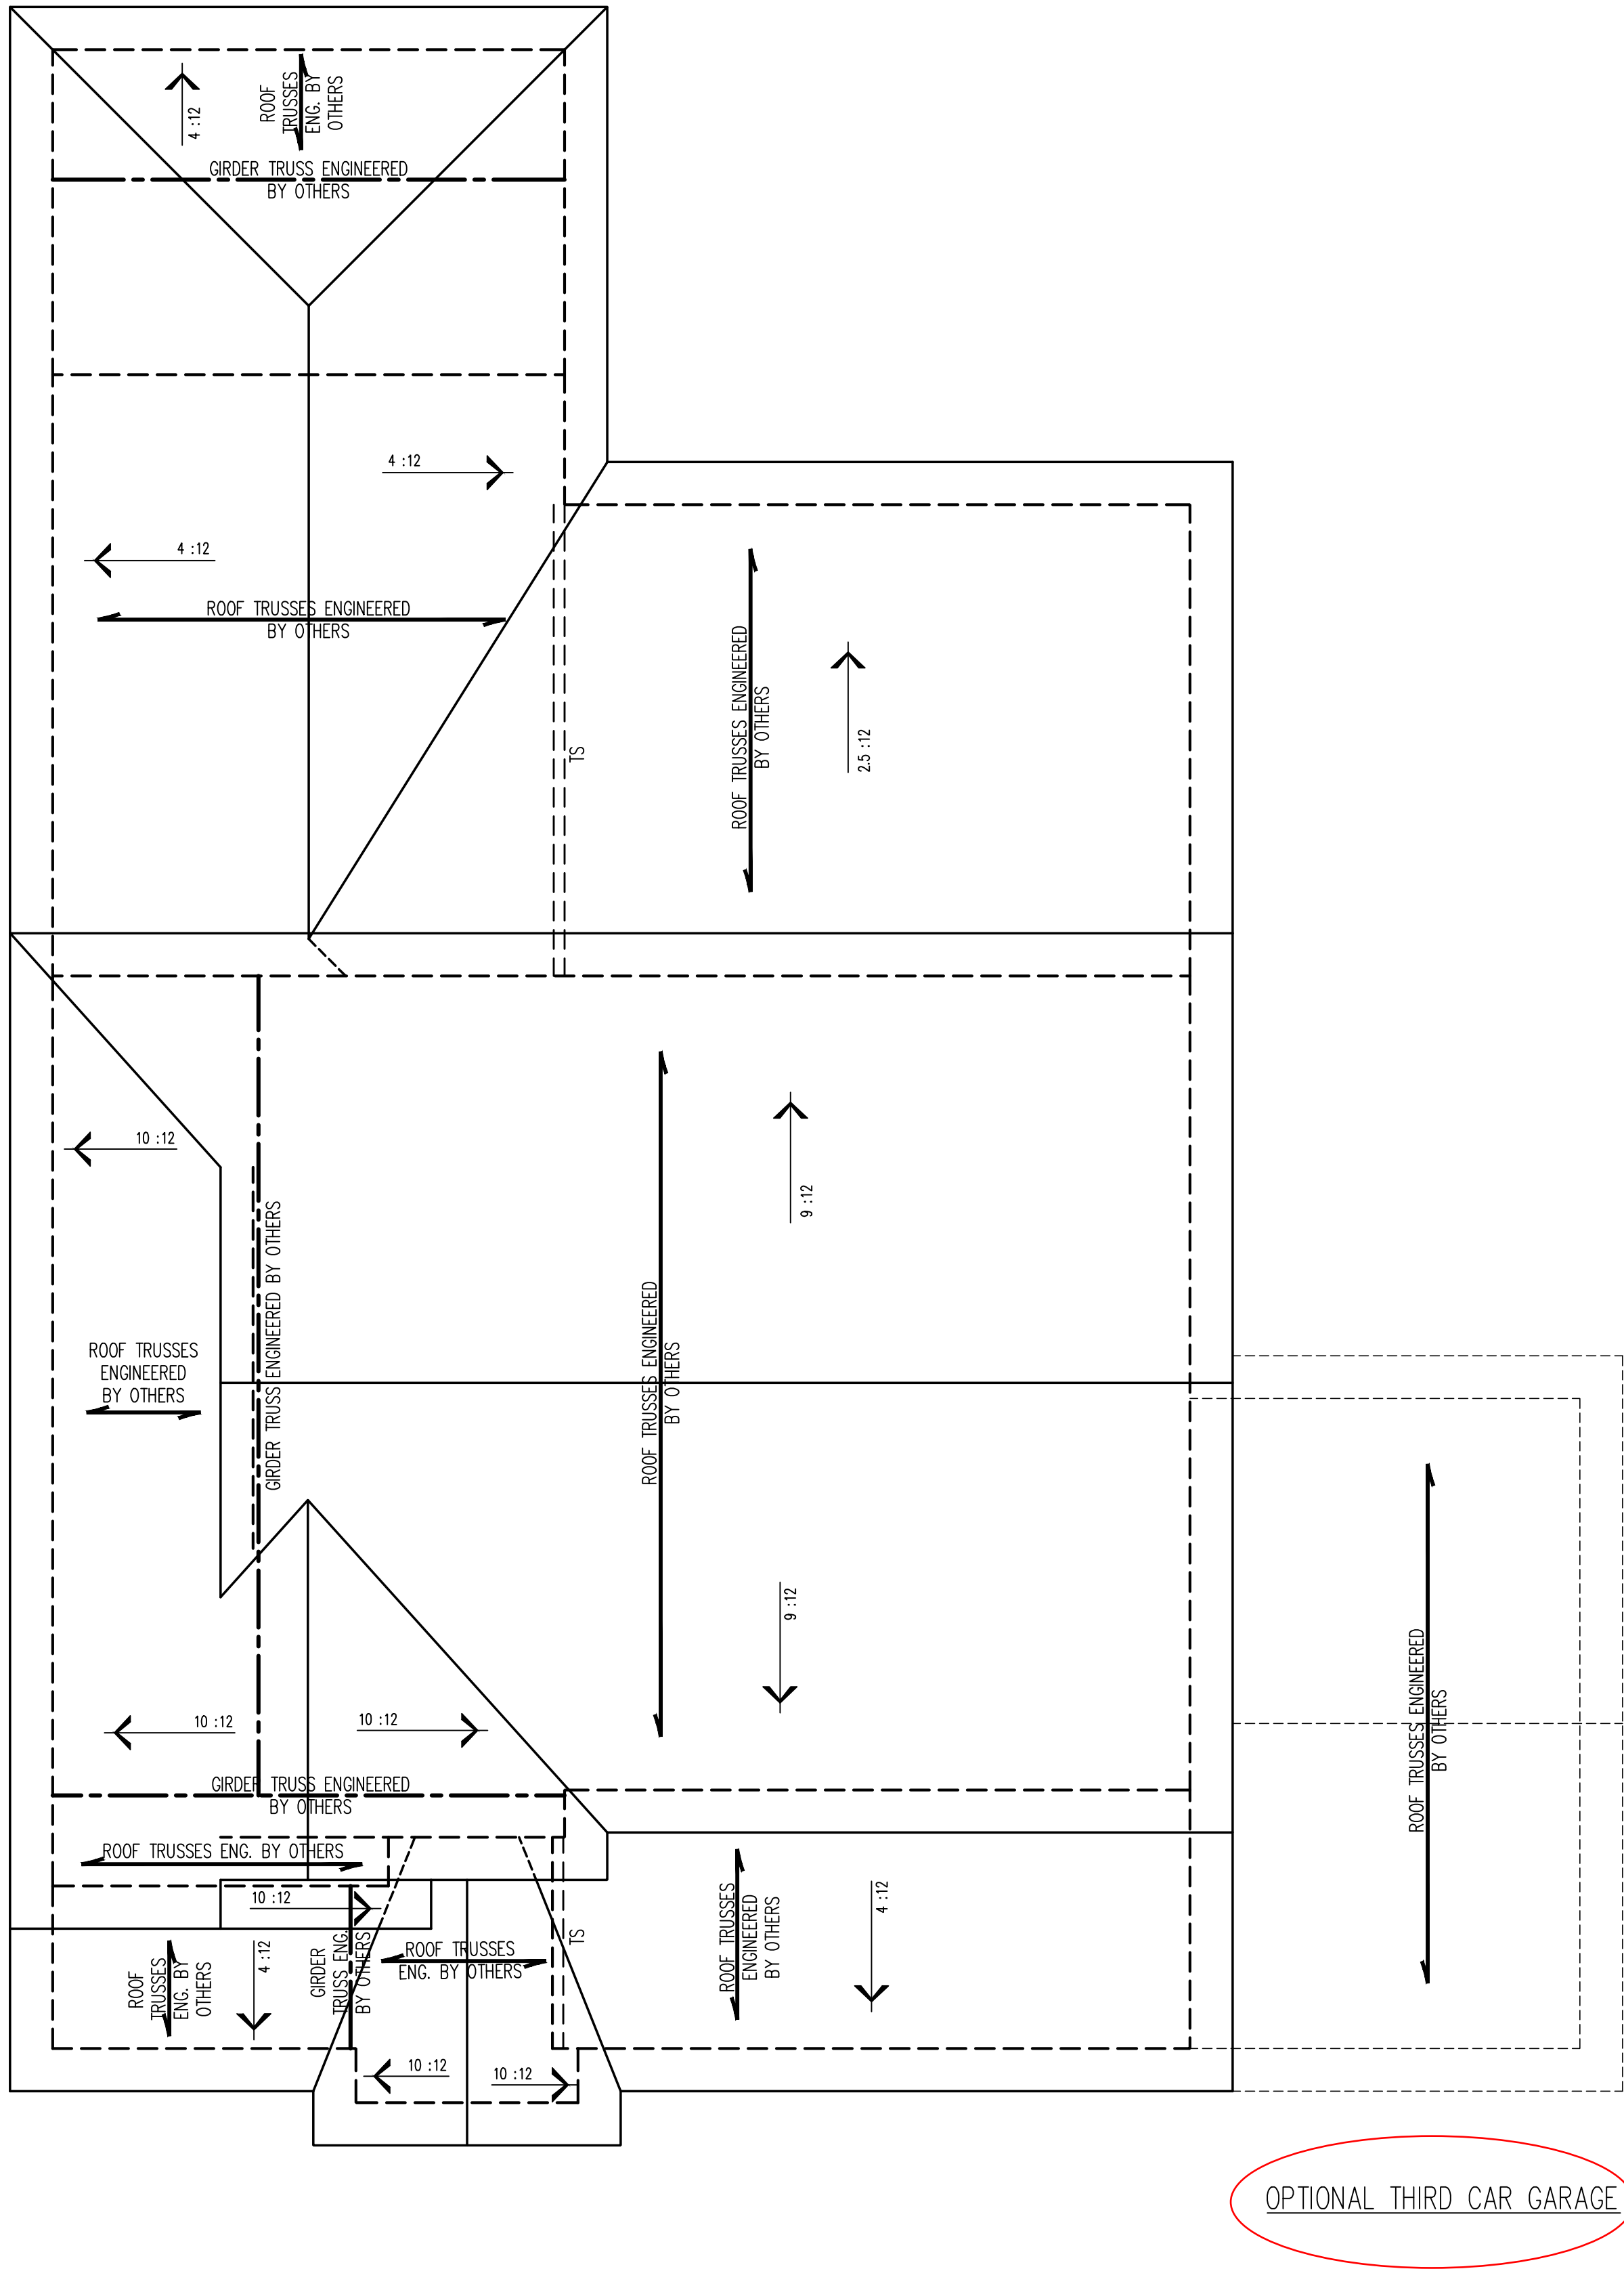 4 :12
ROOF
TRUSSES
ENG. BY
OTHERS
GIRDER TRUSS ENGINEERED
BY OTHERS
4 :12
4 :12
ROOF TRUSSES ENGINEERED
BY OTHERS
TS
ROOF TRUSSES ENGINEERED
BY OTHERS
2.5 :12
10 :12
9 :12
GIRDER TRUSS ENGINEERED BY OTHERS
ROOF TRUSSES
ENGINEERED
BY OTHERS
ROOF TRUSSES ENGINEERED
BY OTHERS
9 :12
10 :12
10 :12
ROOF TRUSSES ENGINEERED
BY OTHERS
GIRDER TRUSS ENGINEERED
BY OTHERS
ROOF TRUSSES ENG. BY OTHERS
10 :12
4 :12
ROOF
TRUSSES
ENG. BY
OTHERS
4 :12
GIRDER
TRUSS ENG.
BY OTHERS
ROOF TRUSSES
ENG. BY OTHERS
TS
ROOF TRUSSES
ENGINEERED
BY OTHERS
10 :12
10 :12
OPTIONAL THIRD CAR GARAGE